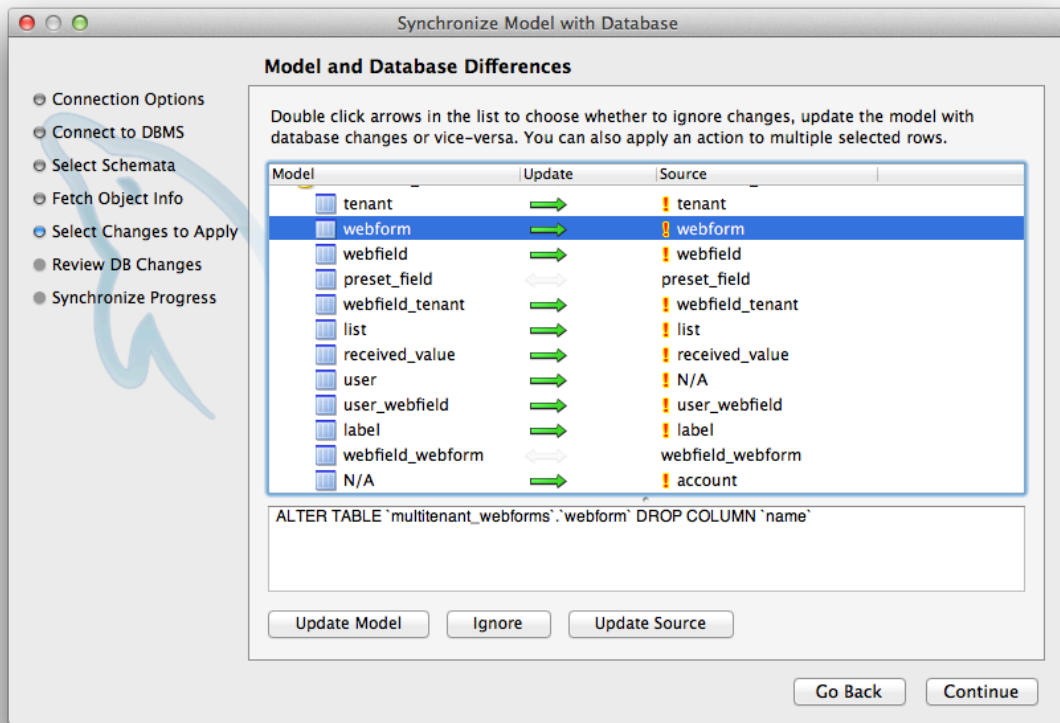 Synchronize Model with Database
Model and Database Differences
Connection Options
Connect to DBMS
Select Schemata
Fetch Object Info
Select Changes to Apply
Review DB Changes
Synchronize Progress
Double click arrows in the list to choose whether to ignore changes, update the model with
database changes or vice-versa. You can also apply an action to multiple selected rows.
Model Update Source
tenant ! tenant
webform ! webform
webfield ! webfield
preset_field preset_field
webfield_tenant ! webfield_tenant
list ! list
received_value ! received_value
user ! N/A
user_webfield ! user_webfield
label ! label
webfield_webform webfield_webform
N/A ! account
ALTER TABLE `multitenant_webforms`.`webform` DROP COLUMN `name`
Update Model Ignore Update Source
Go Back Continue